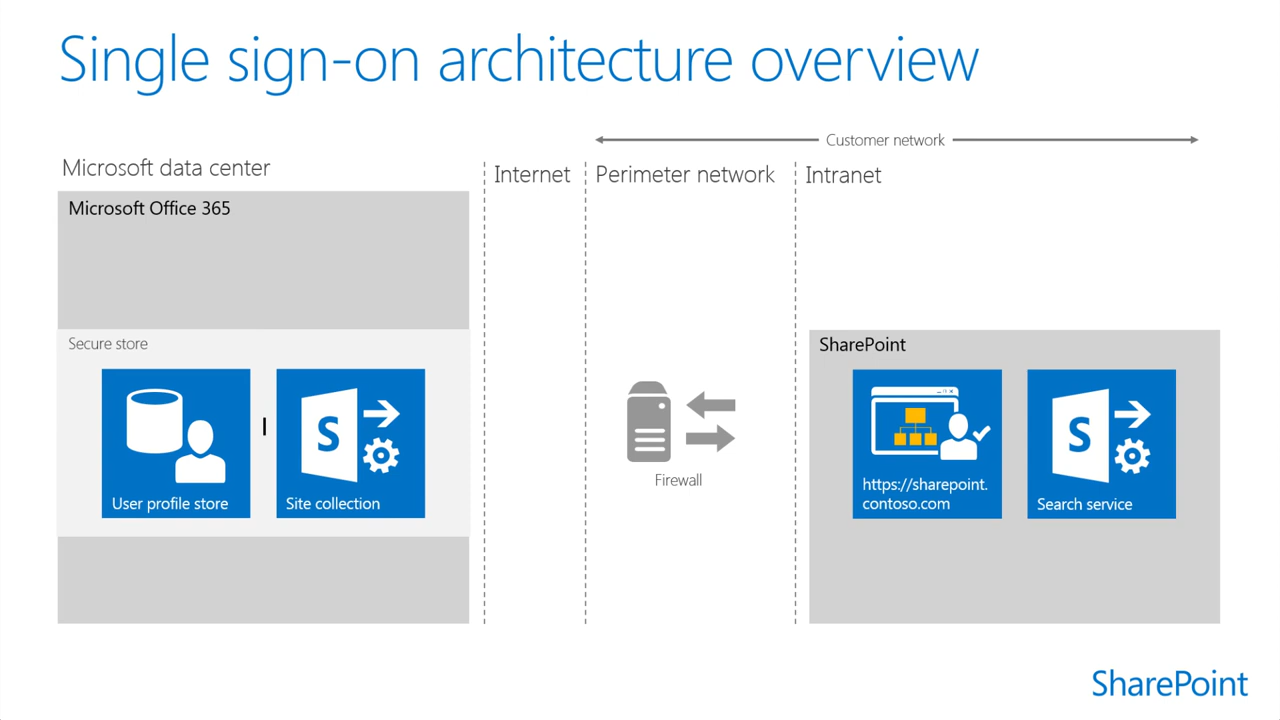 Single sign-on architecture overview
Customer network
Microsoft data center
Internet
Perimeter network
Intranet
Microsoft Office 365
Secure store
User profile store
S
Site collection
Firewall
SharePoint
https://sharepoint.
contoso.com
S
Search service
SharePoint